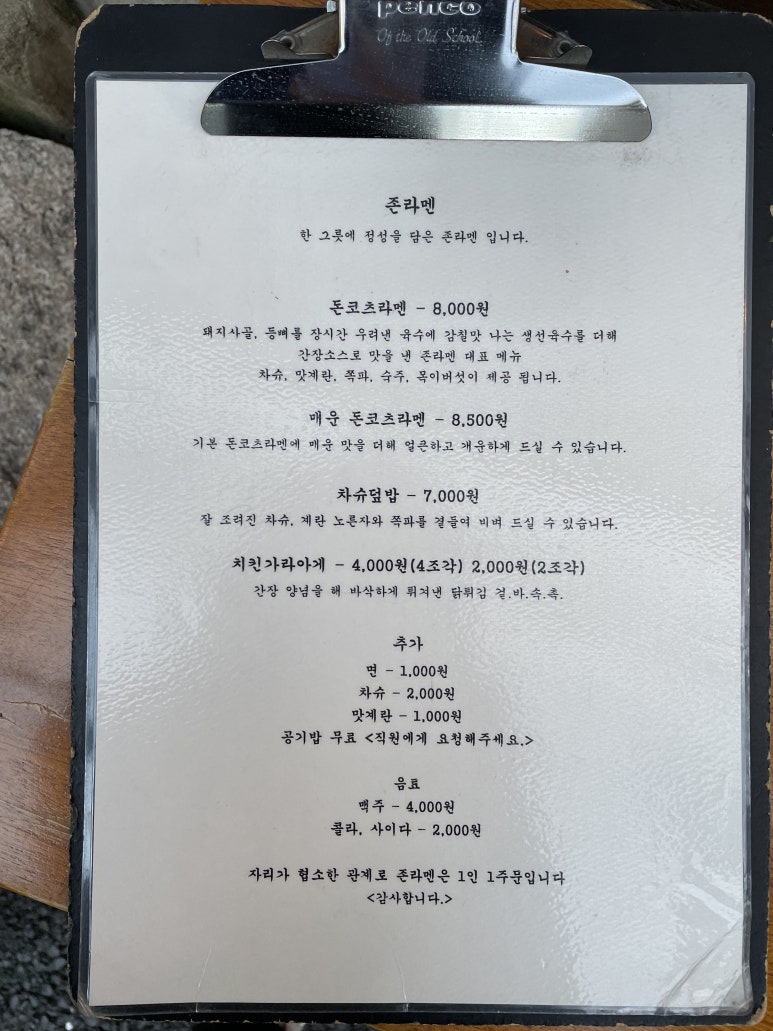 penco
Of the Old School
존라멘
한 그릇에 정성을 담은 존라멘 입니다.
돈코츠라멘 - 8,000원
돼지사골, 등뼈를 장시간 우려낸 육수에 감칠맛 나는 생선육수를 더해
간장소스로 맛을 낸 존라멘 대표 메뉴
차슈, 맛계란, 쪽파, 숙주, 목이버섯이 제공 됩니다.
매운 돈코츠라멘 - 8,500원
기본 돈코츠라멘에 매운 맛을 더해 얼큰하고 개운하게 드실 수 있습니다.
차슈덮밥 - 7,000원
잘 조려진 차슈, 계란 노른자와 쪽파를 곁들여 비벼 드실 수 있습니다.
치킨가라아게 - 4,000원(4조각) 2,000원(2조각)
간장 양념을 해 바삭하게 튀겨낸 닭튀김 겉.바.속.촉.
추가
면 - 1,000원
차슈 - 2,000원
맛계란 - 1,000원
공기밥 무료 <직원에게 요청해주세요.>
음료
맥주 - 4,000원
콜라, 사이다 - 2,000원
자리가 협소한 관계로 존라멘은 1인 1주문입니다
<감사합니다.>